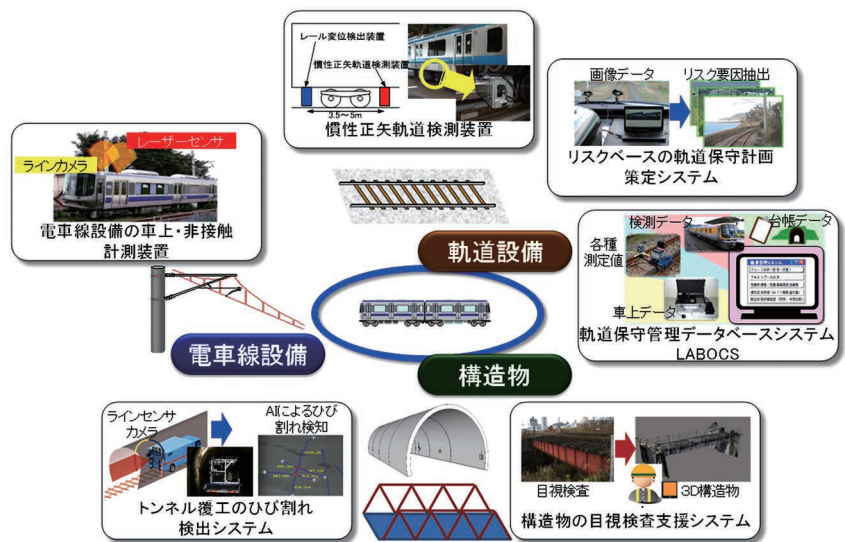 レール変位検出装置
慣性正矢軌道検測装置
3.5～5m
慣性正矢軌道検測装置
画像データ
リスク要因抽出
リスクベースの軌道保守計画
策定システム
レーザーセンサ
ラインカメラ
電車線設備の車上・非接触
計測装置
検測データ
台帳データ
各種
測定値
車上データ
軌道保守管理データベースシステム
LABOCS
軌道設備
電車線設備
構造物
ラインセンサ
カメラ
AIによるひび
割れ検知
トンネル覆工のひび割れ
検出システム
目視検査
3D構造物
構造物の目視検査支援システム